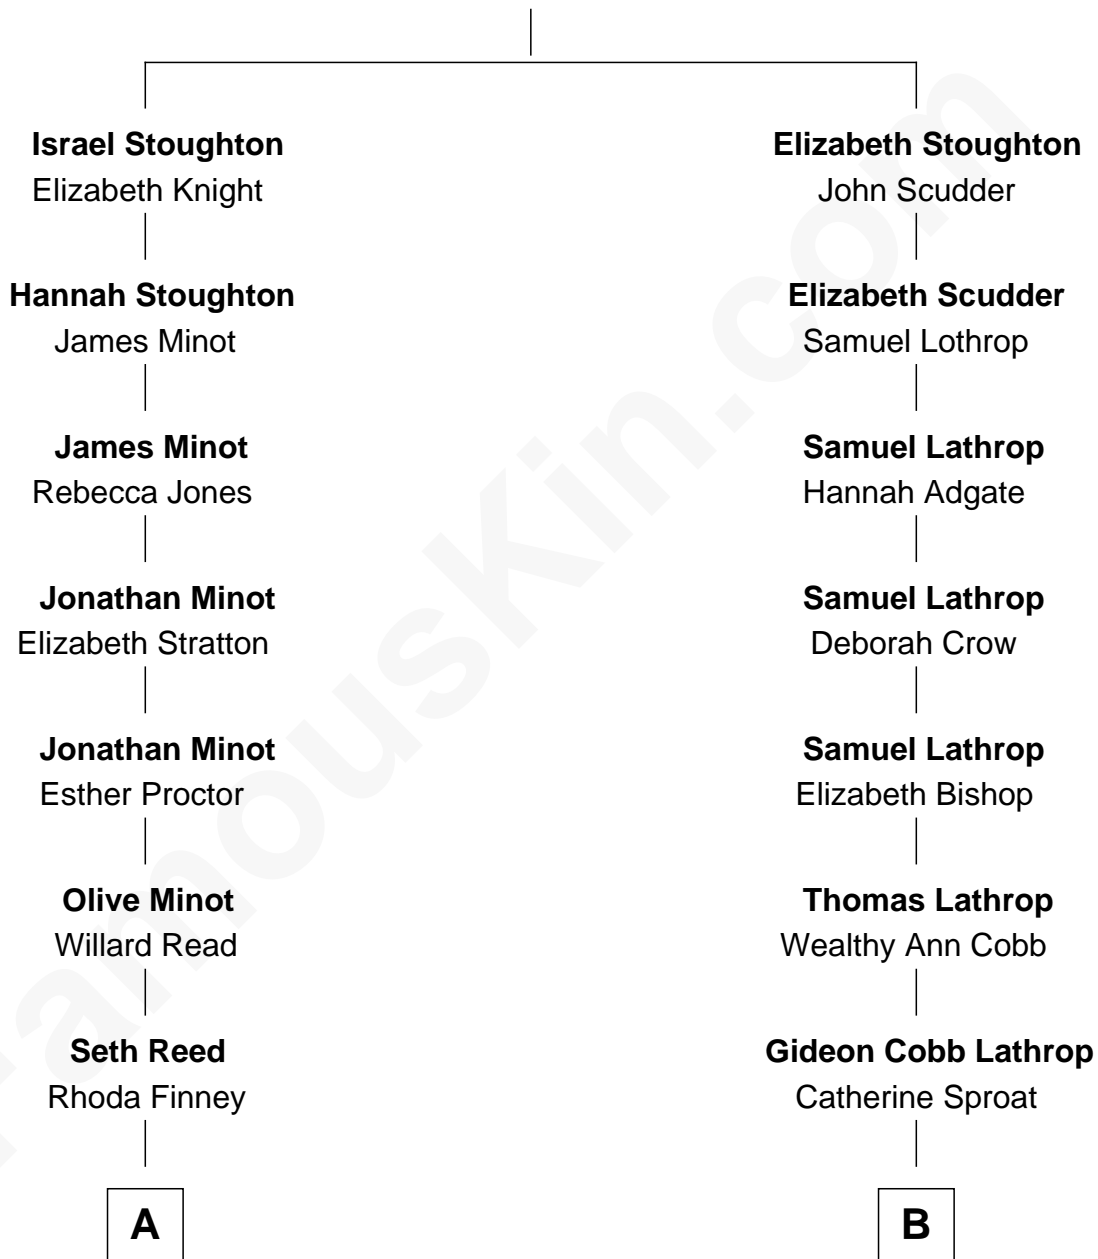 Israel Stoughton
Elizabeth Knight
Hannah Stoughton
James Minot
James Minot
Rebecca Jones
Jonathan Minot
Elizabeth Stratton
Jonathan Minot
Esther Proctor
Olive Minot
Willard Read
Seth Reed
Rhoda Finney
A
Elizabeth Stoughton
John Scudder
Elizabeth Scudder
Samuel Lothrop
Samuel Lathrop
Hannah Adgate
Samuel Lathrop
Deborah Crow
Samuel Lathrop
Elizabeth Bishop
Thomas Lathrop
Wealthy Ann Cobb
Gideon Cobb Lathrop
Catherine Sproat
B
FamousKin.com